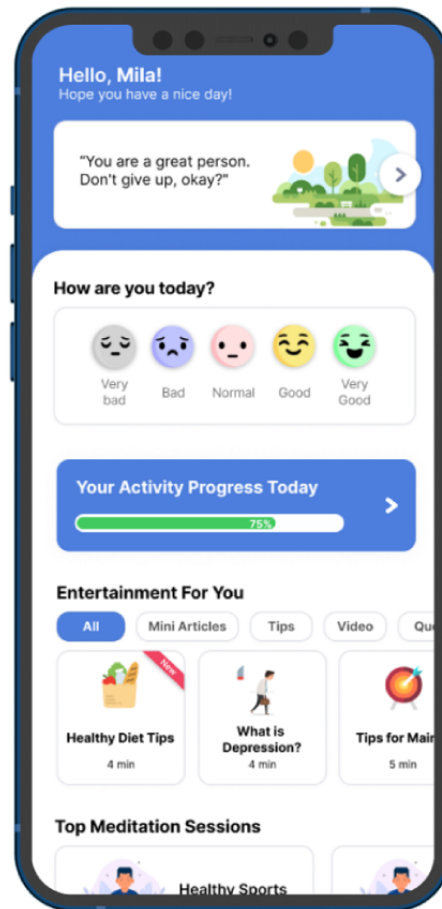 Hello, Mila!
Hope you have a nice day!
“You are a great person.
Don't give up, okay?"
How are you today?
Very
bad
Bad
Normal
Good
Very
Good
Your Activity Progress Today
75%
Entertainment For You
All
Mini Articles
Tips
Video
New
Healthy Diet Tips
4 min
What is
Depression?
4 min
Tips for
5 min
Top Meditation Sessions
Healthy Sports